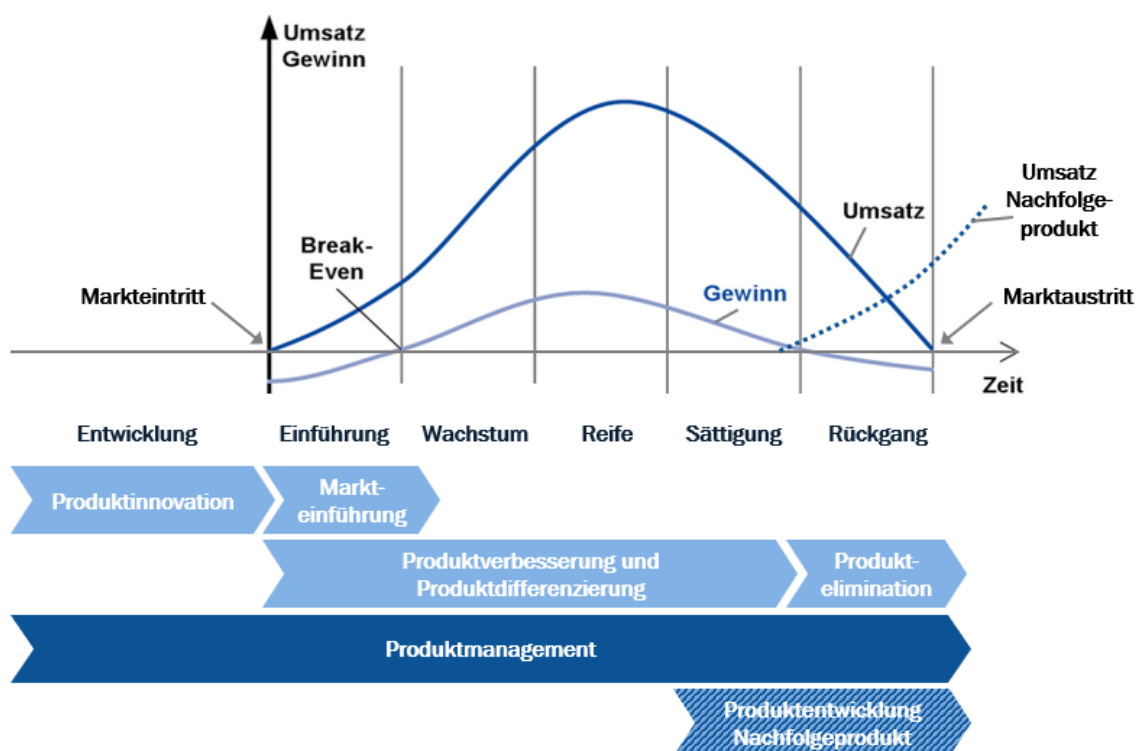 Umsatz
Gewinn
Umsatz
Nachfolge-
produkt
Umsatz
Break-
Even
Markteintritt
Gewinn
Marktaustritt
Zeit
Entwicklung
Einführung
Wachstum
Reife
Sättigung
Rückgang
Produktinnovation
Markt-
einführung
Produktverbesserung und
Produktdifferenzierung
Produkt-
elimination
Produktmanagement
Produktentwicklung
Nachfolgeprodukt